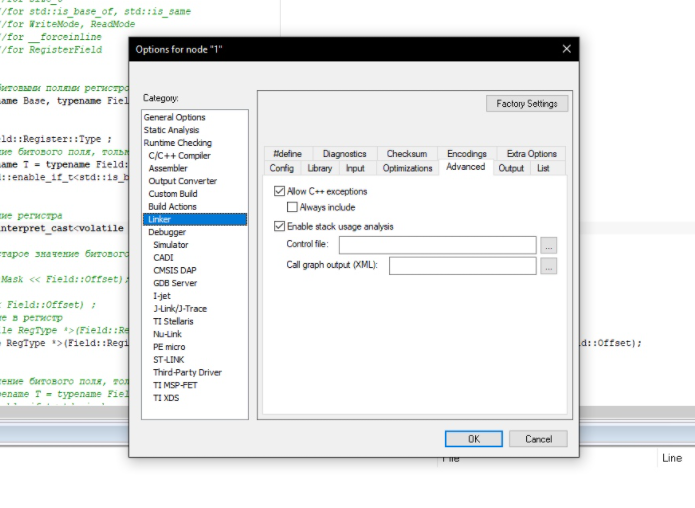 //for std::is_base_of, std::is_same
/for WriteMode, ReadMode
/for __forceinline
/for RegisterField
Options for node "1"
битовыми полями регистро
ame Base, typename Fiel
Category:
Factory Settings
General Options
Static Analysis
Runtime Checking
C/C++ Compiler
Assembler
Output Converter
Custom Build
Build Actions
Linker
Debugger
Simulator
CADI
CMSIS DAP
GDB Server
I-jet
J-Link/J-Trace
TI Stellaris
Nu-Link
PE micro
ST-LINK
Third-Party Driver
TI MSP-FET
TI XDS
#define Diagnostics Checksum Encodings Extra Options
Config Library Input Optimizations Advanced Output List
Allow C++ exceptions
Always include
Enable stack usage analysis
Control file: ...
Call graph output (XML): ...
ld::Register::Type ;
ие битового поля, тольк
ame T = typename Field:
d::enable_if_t<std::is_b
ие регистра
nterpret_cast<volatile
тарое значение битового
Mask << Field::Offset);
Field::Offset) ;
е в регистр
le RegType *>(Field::Re
RegType *>(Field::Regi
d::Offset);
ение битового поля, тол
ename T = typename Fiel
OK Cancel
File Line